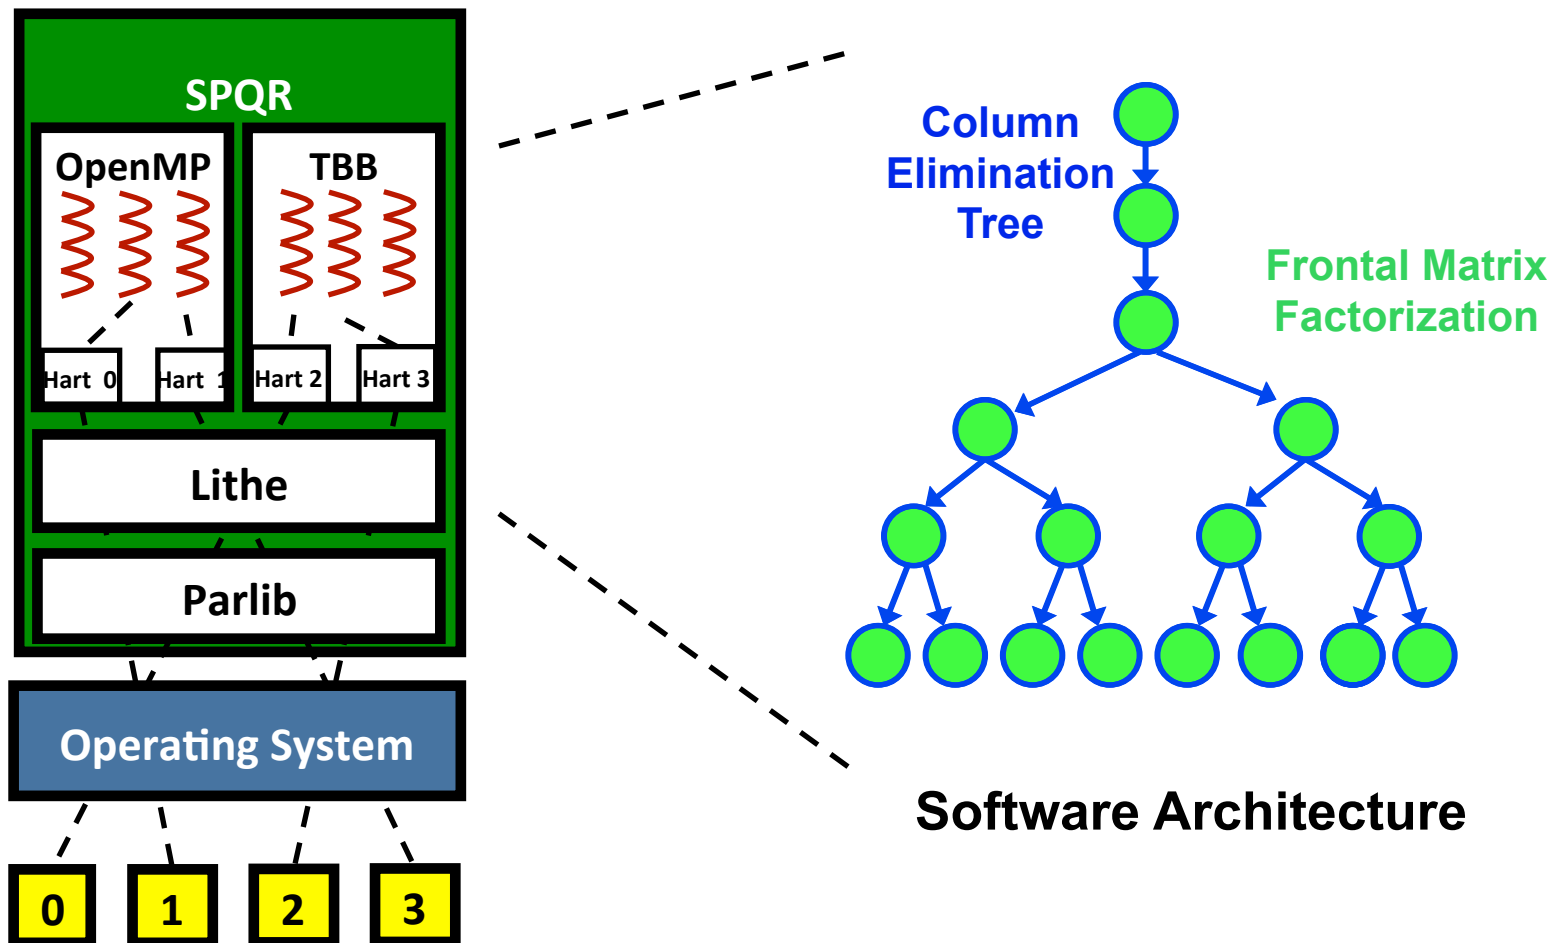 SPQR
OpenMP
TBB
Hart 0
Hart 1
Hart 2
Hart 3
Lithe
Parlib
Operating System
0
1
2
3
Column
Elimination
Tree
Frontal Matrix
Factorization
Software Architecture